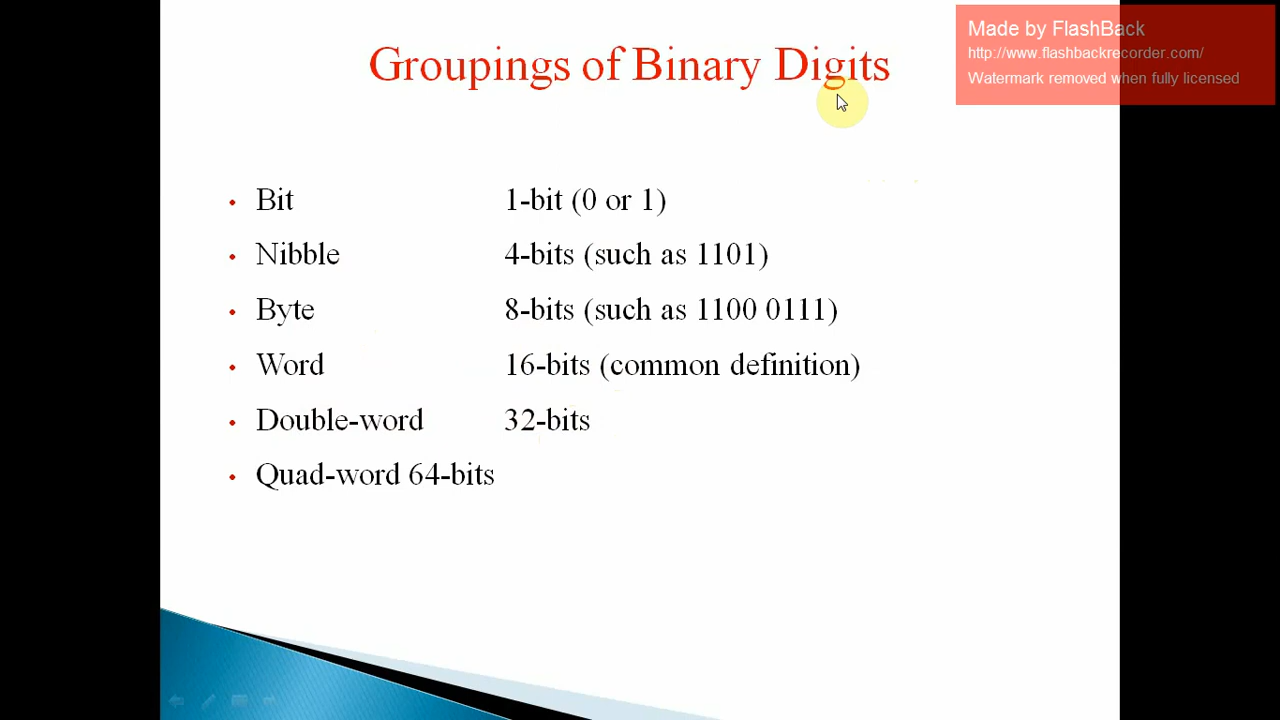 Made by FlashBack
http://www.flashbackrecorder.com/
Watermark removed when fully licensed
Groupings of Binary Digits
• Bit 1-bit (0 or 1)
• Nibble 4-bits (such as 1101)
• Byte 8-bits (such as 1100 0111)
• Word 16-bits (common definition)
• Double-word 32-bits
• Quad-word 64-bits